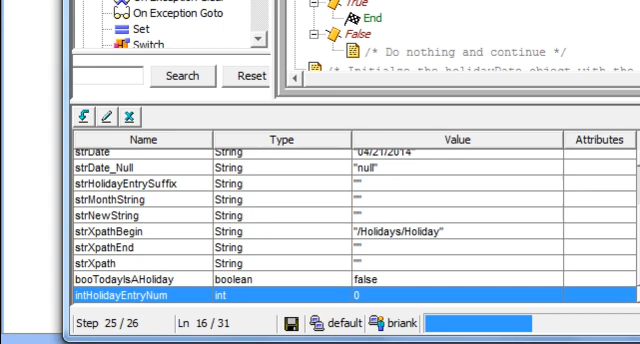 On Exception Goto
Set
Switch
Search
Reset
True
End
False
/* Do nothing and continue */
/* Initialze the holidayDate object with the
Name Type Value Attributes
strDate String "04/21/2014"
strDate_Null String "null"
strHolidayEntrySuffix String ""
strMonthString String ""
strNewString String ""
strXpathBegin String "/Holidays/Holiday"
strXpathEnd String ""
strXpath String ""
booTodayIsAHoliday boolean false
intHolidayEntryNum int 0
Step 25 / 26 Ln 16 / 31 default briank